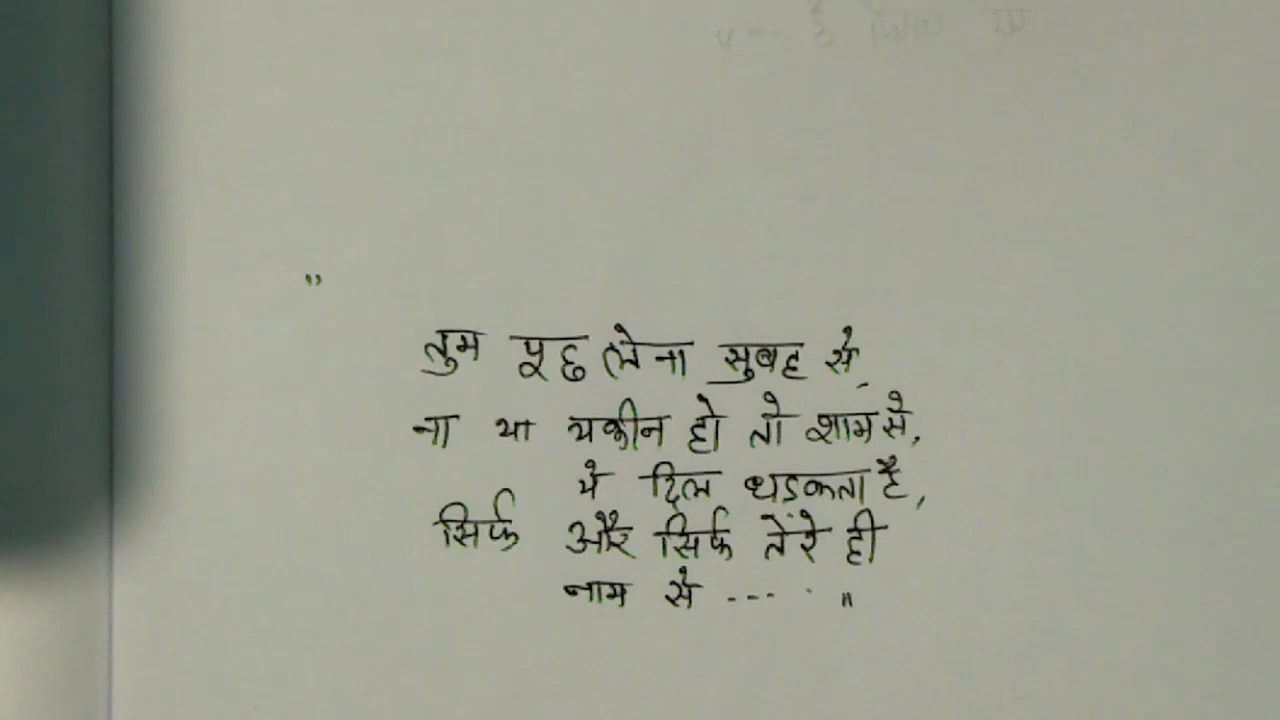 "
तुम पूछ लेना सुबह से,
ना या यकीन हो तो शाम से,
ये दिल धड़कता है,
सिर्फ और सिर्फ तेरे ही
नाम से ---- "